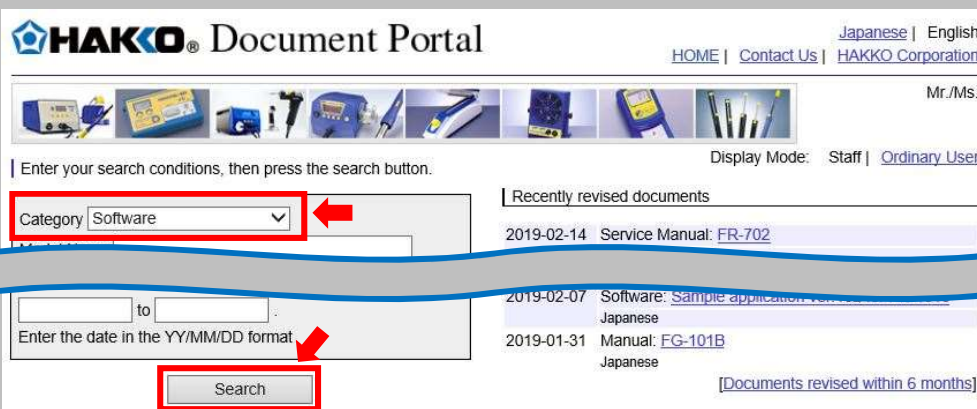 HAKKO® Document Portal
Japanese | English
HOME | Contact Us | HAKKO Corporation
Mr./Ms.
Display Mode: Staff | Ordinary User
Enter your search conditions, then press the search button.
Category Software
to .
Enter the date in the YY/MM/DD format
Search
Recently revised documents
2019-02-14 Service Manual: FR-702
2019-02-07 Software: Sample application
Japanese
2019-01-31 Manual: FG-101B
Japanese
[Documents revised within 6 months]